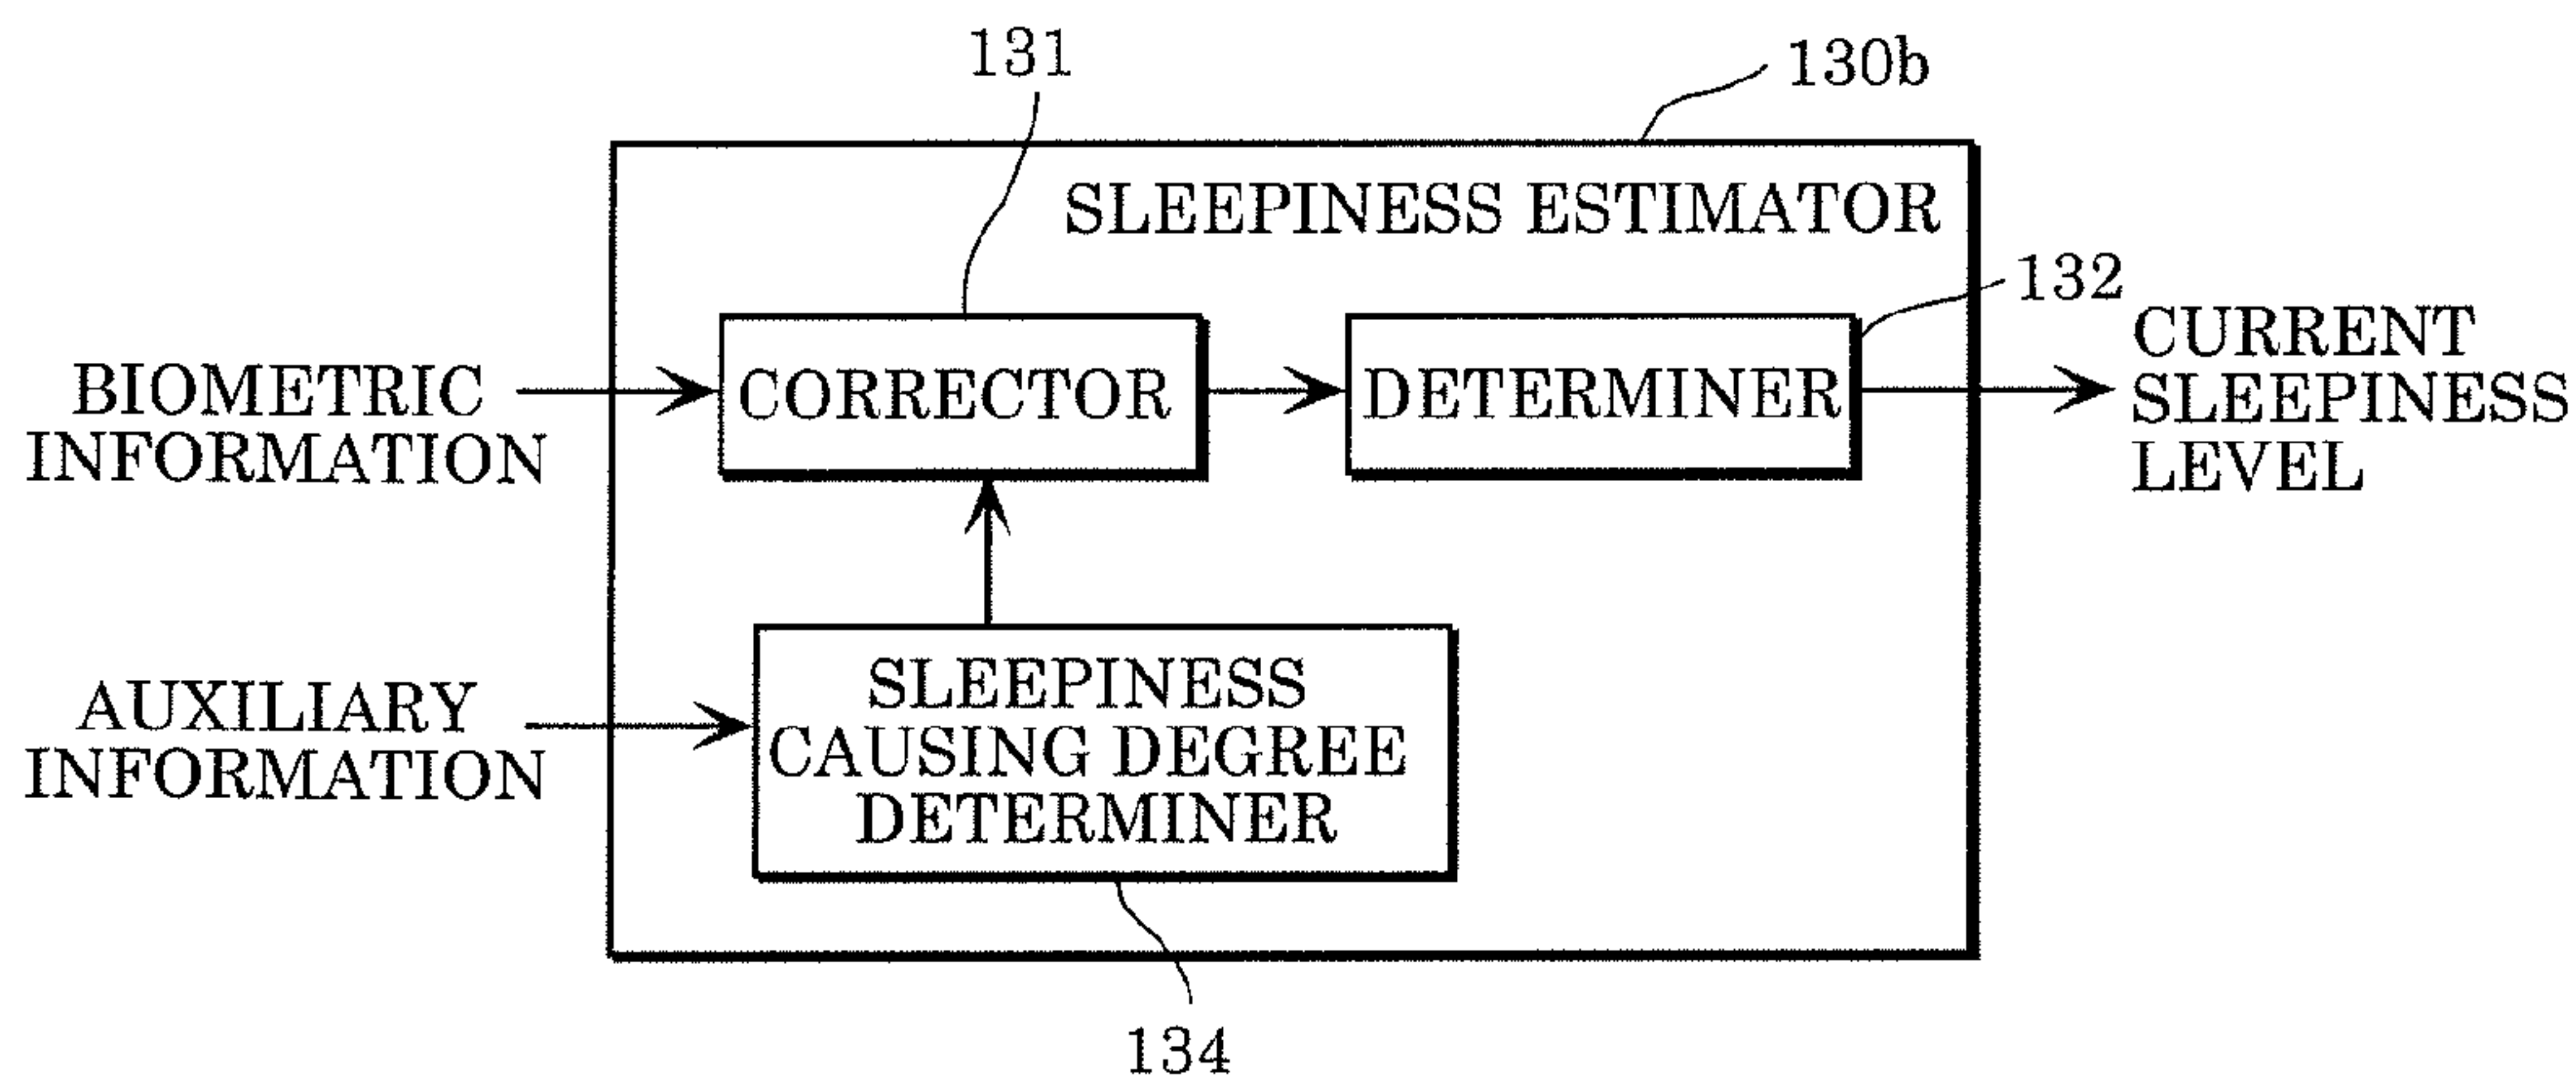 131
130b
SLEEPINESS ESTIMATOR
132
BIOMETRIC
INFORMATION
CORRECTOR
DETERMINER
CURRENT
SLEEPINESS
LEVEL
AUXILIARY
INFORMATION
SLEEPINESS
CAUSING DEGREE
DETERMINER
134